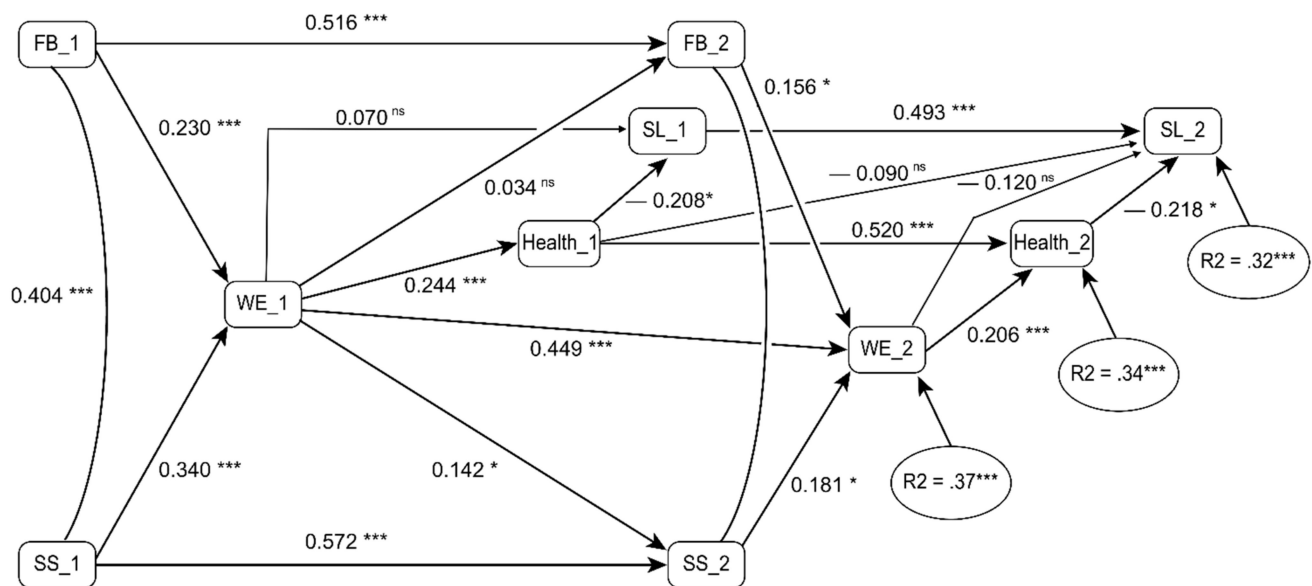 0.516 ***
FB_1
FB_2
0.156 *
0.230 ***
0.070 ns
SL_1
0.493 ***
SL_2
0.034 ns
— 0.090 ns
— 0.120 ns
— 0.208*
— 0.218 *
Health_1
0.520 ***
Health_2
R2 = .32***
0.404 ***
0.244 ***
WE_1
0.449 ***
WE_2
0.206 ***
R2 = .34***
0.340 ***
0.142 *
0.181 *
R2 = .37***
0.572 ***
SS_1
SS_2